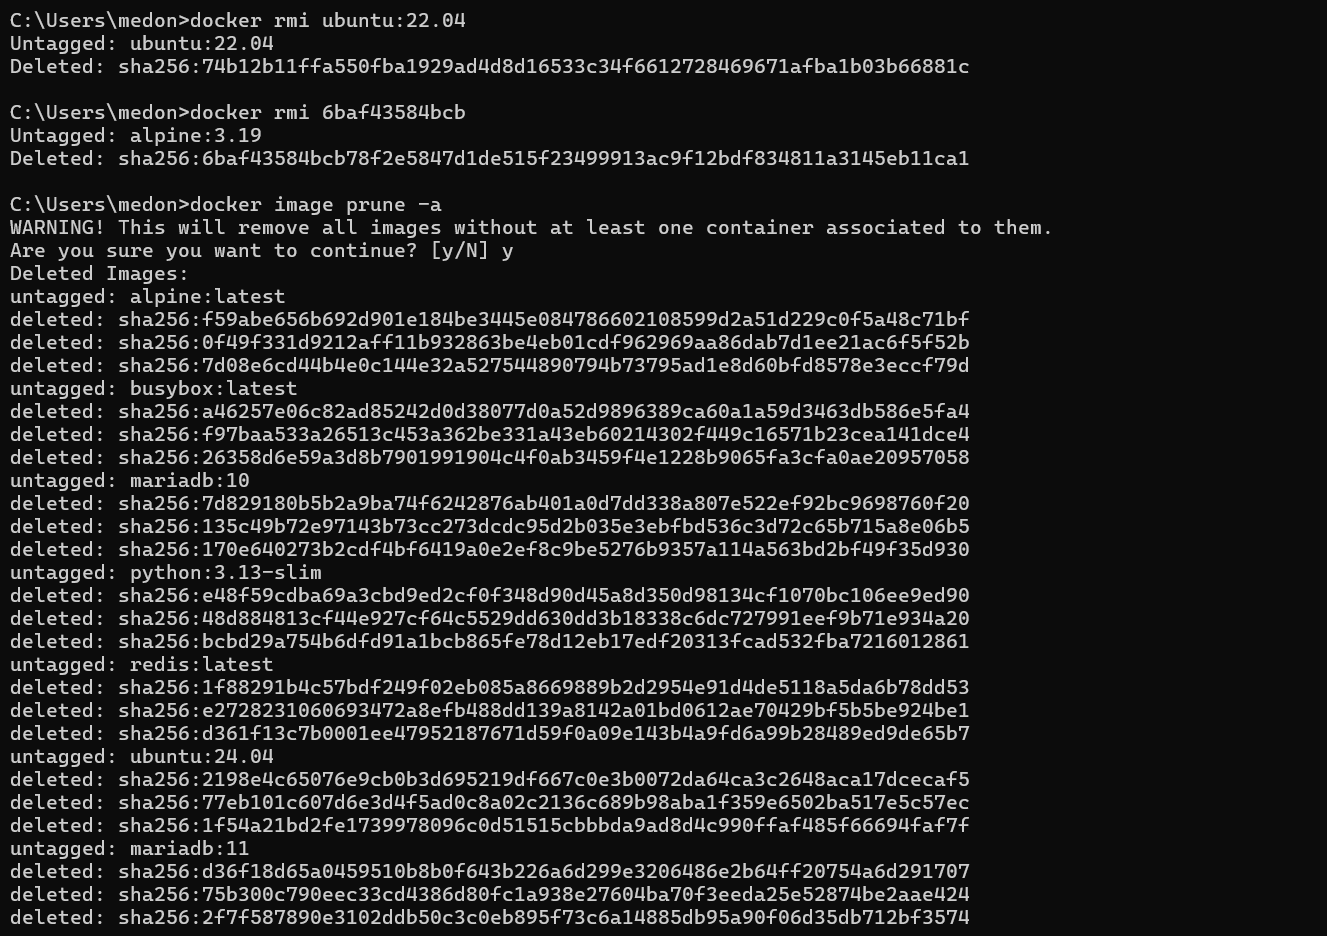 C:\Users\medon>docker rmi ubuntu:22.04
Untagged: ubuntu:22.04
Deleted: sha256:74b12b11ffa550fba1929ad4d8d16533c34f6612728469671afba1b03b66881c
C:\Users\medon>docker rmi 6baf43584bcb
Untagged: alpine:3.19
Deleted: sha256:6baf43584bcb78f2e5847d1de515f23499913ac9f12bdf834811a3145eb11ca1
C:\Users\medon>docker image prune -a
WARNING! This will remove all images without at least one container associated to them.
Are you sure you want to continue? [y/N] y
Deleted Images:
untagged: alpine:latest
deleted: sha256:f59abe656b692d901e184be3445e084786602108599d2a51d229c0f5a48c71bf
deleted: sha256:0f49f331d9212aff11b932863be4eb01cdf962969aa86dab7d1ee21ac6f5f52b
deleted: sha256:7d08e6cd44b4e0c144e32a527544890794b73795ad1e8d60bfd8578e3eccf79d
untagged: busybox:latest
deleted: sha256:a46257e06c82ad85242d0d38077d0a52d9896389ca60a1a59d3463db586e5fa4
deleted: sha256:f97baa533a26513c453a362be331a43eb60214302f449c16571b23cea141dce4
deleted: sha256:26358d6e59a3d8b7901991904c4f0ab3459f4e1228b9065fa3cfa0ae20957058
untagged: mariadb:10
deleted: sha256:7d829180b5b2a9ba74f6242876ab401a0d7dd338a807e522ef92bc9698760f20
deleted: sha256:135c49b72e97143b73cc273dcdc95d2b035e3ebfbd536c3d72c65b715a8e06b5
deleted: sha256:170e640273b2cdf4bf6419a0e2ef8c9be5276b9357a114a563bd2bf49f35d930
untagged: python:3.13-slim
deleted: sha256:e48f59cdba69a3cbd9ed2cf0f348d90d45a8d350d98134cf1070bc106ee9ed90
deleted: sha256:48d884813cf44e927cf64c5529dd630dd3b18338c6dc727991eef9b71e934a20
deleted: sha256:bcbd29a754b6dfd91a1bcb865fe78d12eb17edf20313fcad532fba7216012861
untagged: redis:latest
deleted: sha256:1f88291b4c57bdf249f02eb085a8669889b2d2954e91d4de5118a5da6b78dd53
deleted: sha256:e2728231060693472a8efb488dd139a8142a01bd0612ae70429bf5b5be924be1
deleted: sha256:d361f13c7b0001ee47952187671d59f0a09e143b4a9fd6a99b28489ed9de65b7
untagged: ubuntu:24.04
deleted: sha256:2198e4c65076e9cb0b3d695219df667c0e3b0072da64ca3c2648aca17dcecaf5
deleted: sha256:77eb101c607d6e3d4f5ad0c8a02c2136c689b98aba1f359e6502ba517e5c57ec
deleted: sha256:1f54a21bd2fe1739978096c0d51515cbbbda9ad8d4c990ffaf485f66694faf7f
untagged: mariadb:11
deleted: sha256:d36f18d65a0459510b8b0f643b226a6d299e3206486e2b64ff20754a6d291707
deleted: sha256:75b300c790eec33cd4386d80fc1a938e27604ba70f3eeda25e52874be2aae424
deleted: sha256:2f7f587890e3102ddb50c3c0eb895f73c6a14885db95a90f06d35db712bf3574